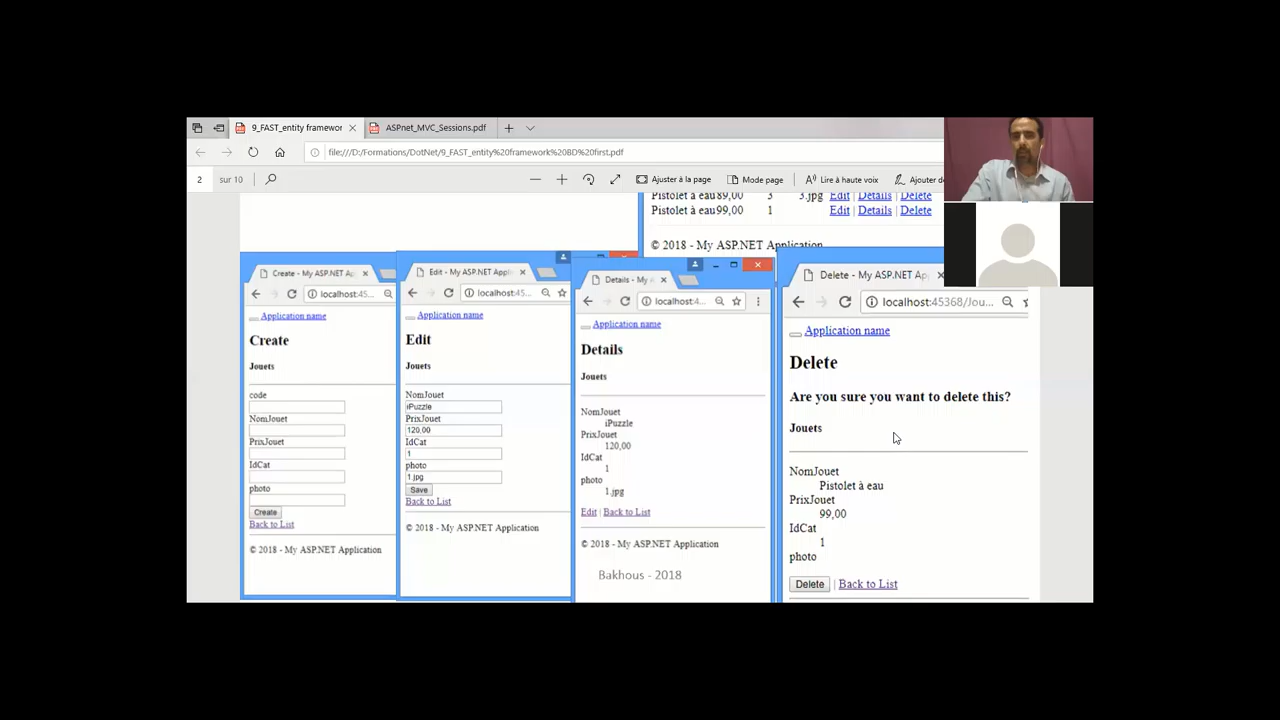 9_FAST_entity framewor
ASPnet_MVC_Sessions.pdf
file:///D:/Formations/DotNet/9_FAST_entity%20framework%20BD%20first.pdf
2 sur 10
Ajuster à la page
Mode page
Lire à haute voix
Ajouter de
Pistolet à eau 89,00 3 3.jpg Edit | Details | Delete
Pistolet à eau 99,00 1 Edit | Details | Delete
© 2018 - My ASP.NET Application
Create - My ASP.NET Ap
localhost:45...
Application name
Create
Jouets
code
NomJouet
PrixJouet
IdCat
photo
Create
Back to List
© 2018 - My ASP.NET Application
Edit - My ASP.NET Applic
localhost:45...
Application name
Edit
Jouets
NomJouet
iPuzzle
PrixJouet
120,00
IdCat
1
photo
1.jpg
Save
Back to List
© 2018 - My ASP.NET Application
Details - My
localhost:4...
Application name
Details
Jouets
NomJouet
iPuzzle
PrixJouet
120,00
IdCat
1
photo
1.jpg
Edit | Back to List
© 2018 - My ASP.NET Application
Bakhous - 2018
Delete - My ASP.NET Ap
localhost:45368/Jou...
Application name
Delete
Are you sure you want to delete this?
Jouets
NomJouet
Pistolet à eau
PrixJouet
99,00
IdCat
1
photo
Delete | Back to List